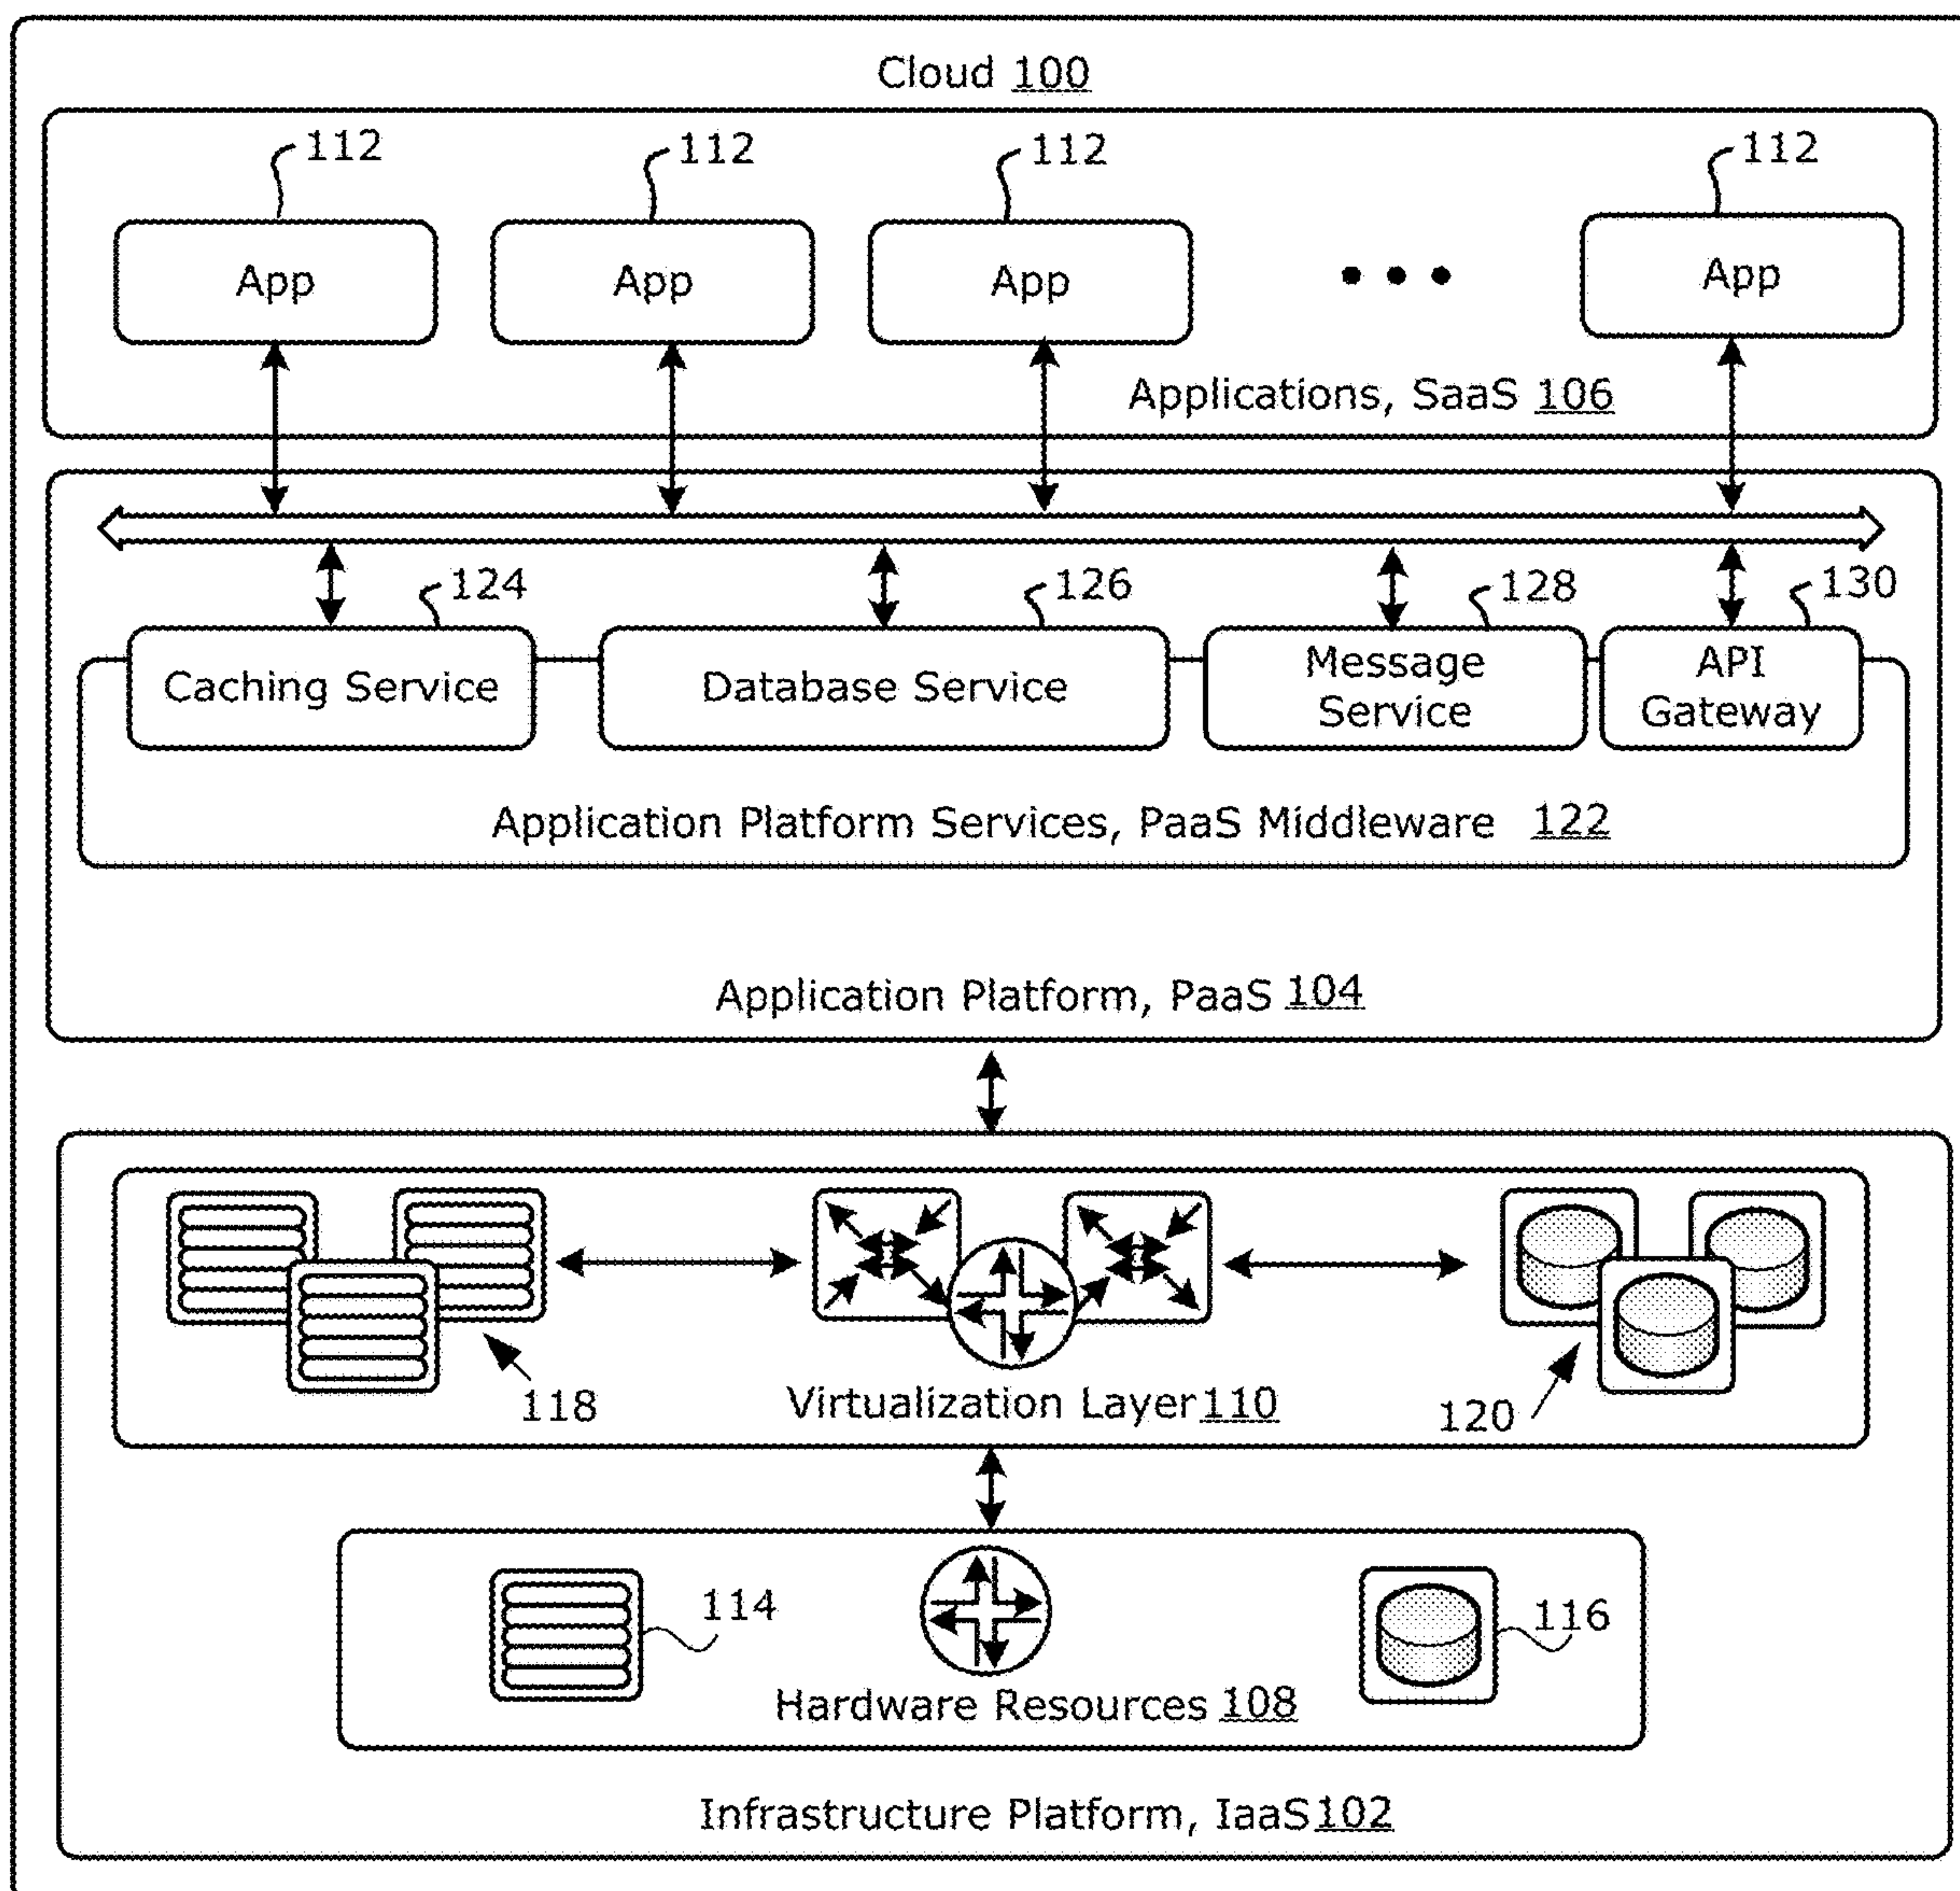 Cloud 100
112 112 112 112
App App App App
Applications, SaaS 106
124 126 128 130
Caching Service
Database Service
Message
Service
API
Gateway
Application Platform Services, PaaS Middleware 122
Application Platform, PaaS 104
118
Virtualization Layer 110
120
114
116
Hardware Resources 108
Infrastructure Platform, IaaS 102